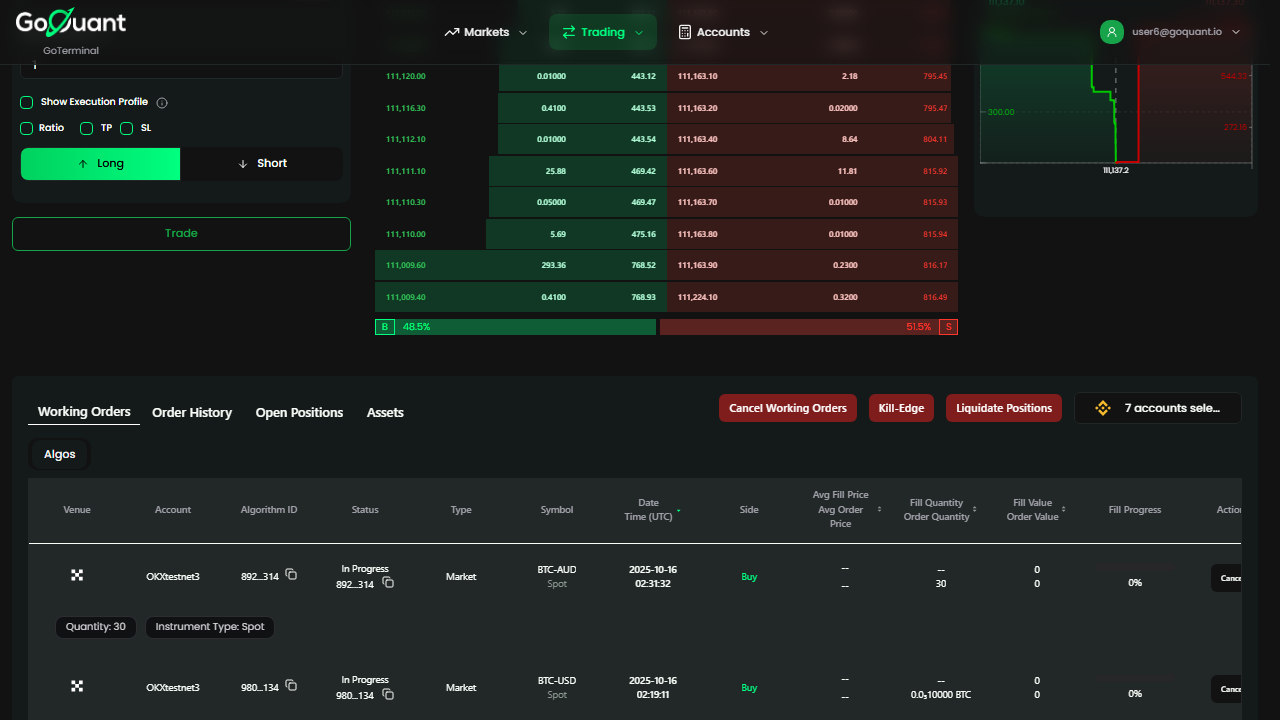 GoQuant
GoTerminal
Markets
Trading
Accounts
user6@goquant.io
Show Execution Profile
Ratio
TP
SL
Long
Short
Trade
111,120.00 0.01000 443.12 111,163.10 2.18 795.45
111,116.30 0.4100 443.53 111,163.20 0.02000 795.47
111,112.10 0.01000 443.54 111,163.40 8.64 804.11
111,111.10 25.88 469.42 111,163.60 11.81 815.92
111,110.30 0.05000 469.47 111,163.70 0.01000 815.93
111,110.00 5.69 475.16 111,163.80 0.01000 815.94
111,009.60 293.36 768.52 111,163.90 0.2300 816.17
111,009.40 0.4100 768.93 111,224.10 0.3200 816.49
B 48.5% 51.5% S
300.00
111,137.2
Working Orders
Order History
Open Positions
Assets
Cancel Working Orders
Kill-Edge
Liquidate Positions
7 accounts sele...
Algos
Venue
Account
Algorithm ID
Status
Type
Symbol
Date
Time (UTC)
Side
Avg Fill Price
Avg Order
Price
Fill Quantity
Order Quantity
Fill Value
Order Value
Fill Progress
Action
OKXtestnet3
892...314
In Progress
892...314
Market
BTC-AUD
Spot
2025-10-16
02:31:32
Buy
--
--
--
30
0
0
0%
Cance
Quantity: 30
Instrument Type: Spot
OKXtestnet3
980...134
In Progress
980...134
Market
BTC-USD
Spot
2025-10-16
02:19:11
Buy
--
--
--
0.0₅10000 BTC
0
0
0%
Cance